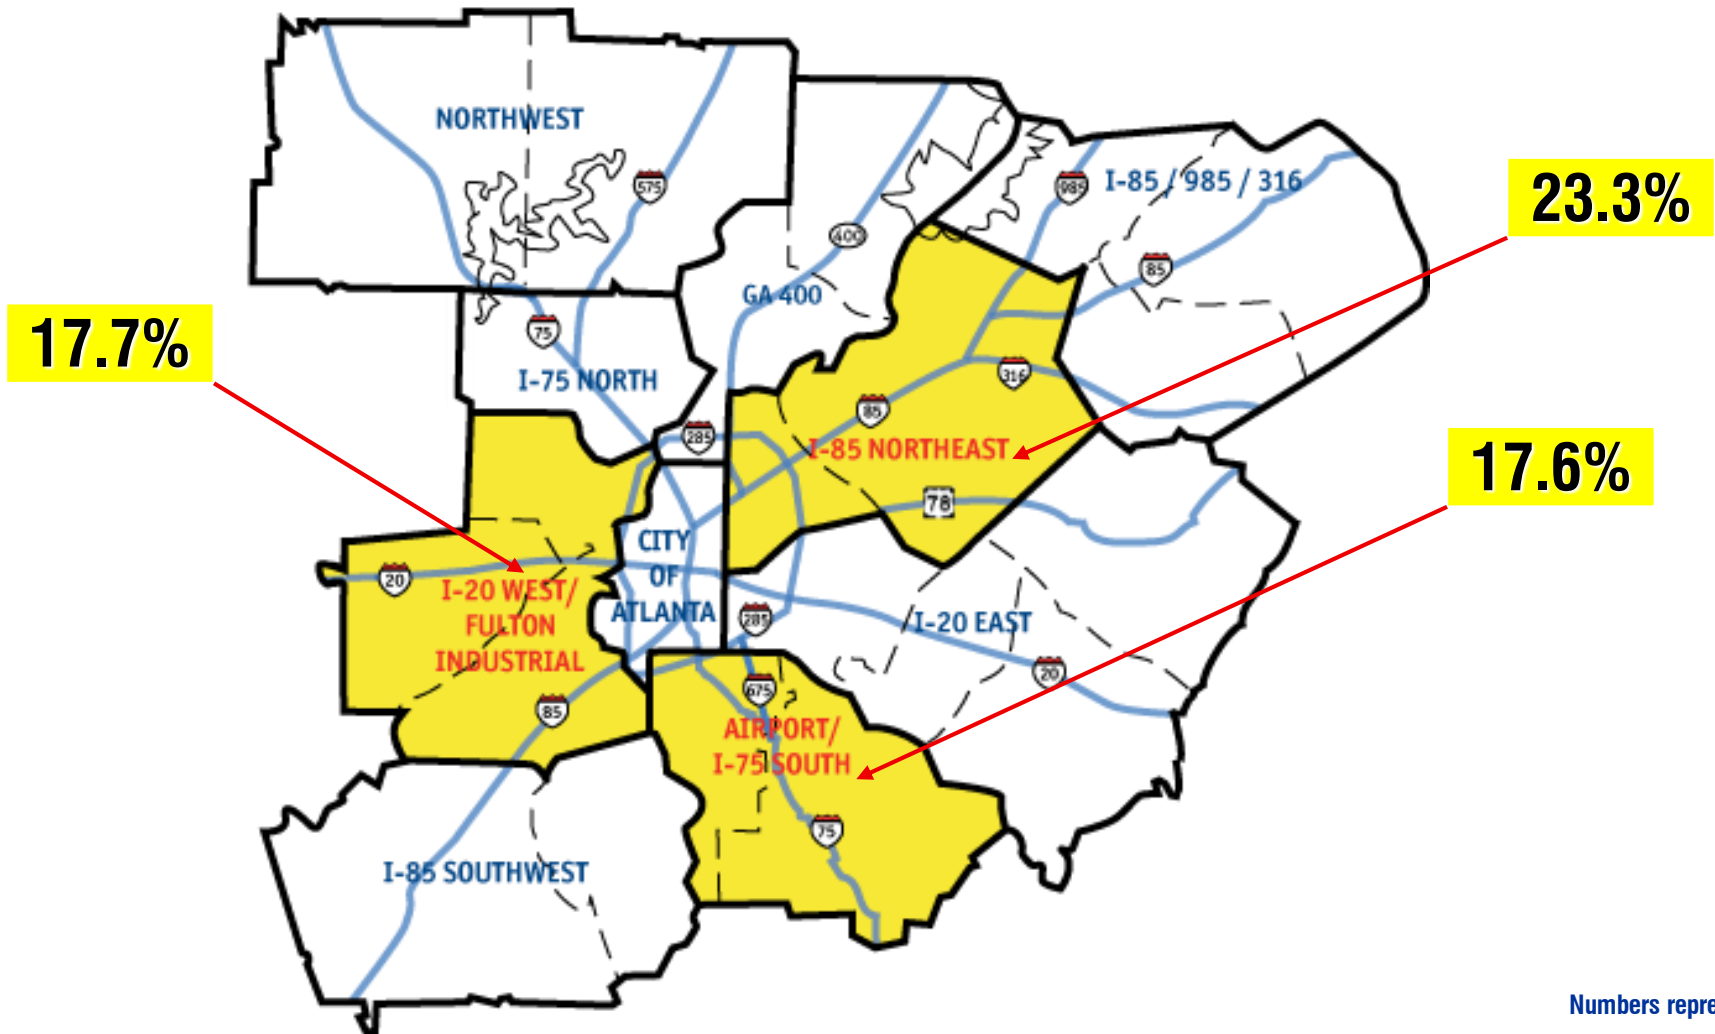 NORTHWEST
575
985
I-85 / 985 / 316
23.3%
400
85
GA 400
17.7%
75
316
I-75 NORTH
85
285
I-85 NORTHEAST
17.6%
78
CITY
OF
ATLANTA
20
I-20 WEST/
FULTON
INDUSTRIAL
285
I-20 EAST
20
675
85
AIRPORT/
I-75 SOUTH
75
I-85 SOUTHWEST
Numbers repre